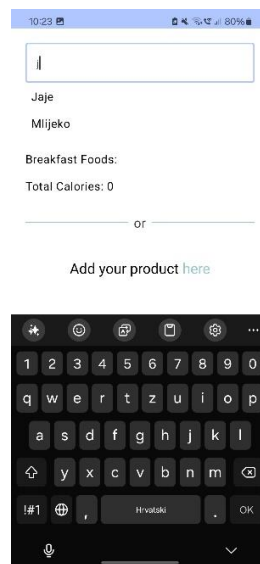 10:23 80%
Jaje
Mlijeko
Breakfast Foods:
Total Calories: 0
or
Add your product here
1 2 3 4 5 6 7 8 9 0
q w e r t z u i o p
a s d f g h j k l
y x c v b n m
!#1 , Hrvatski . OK